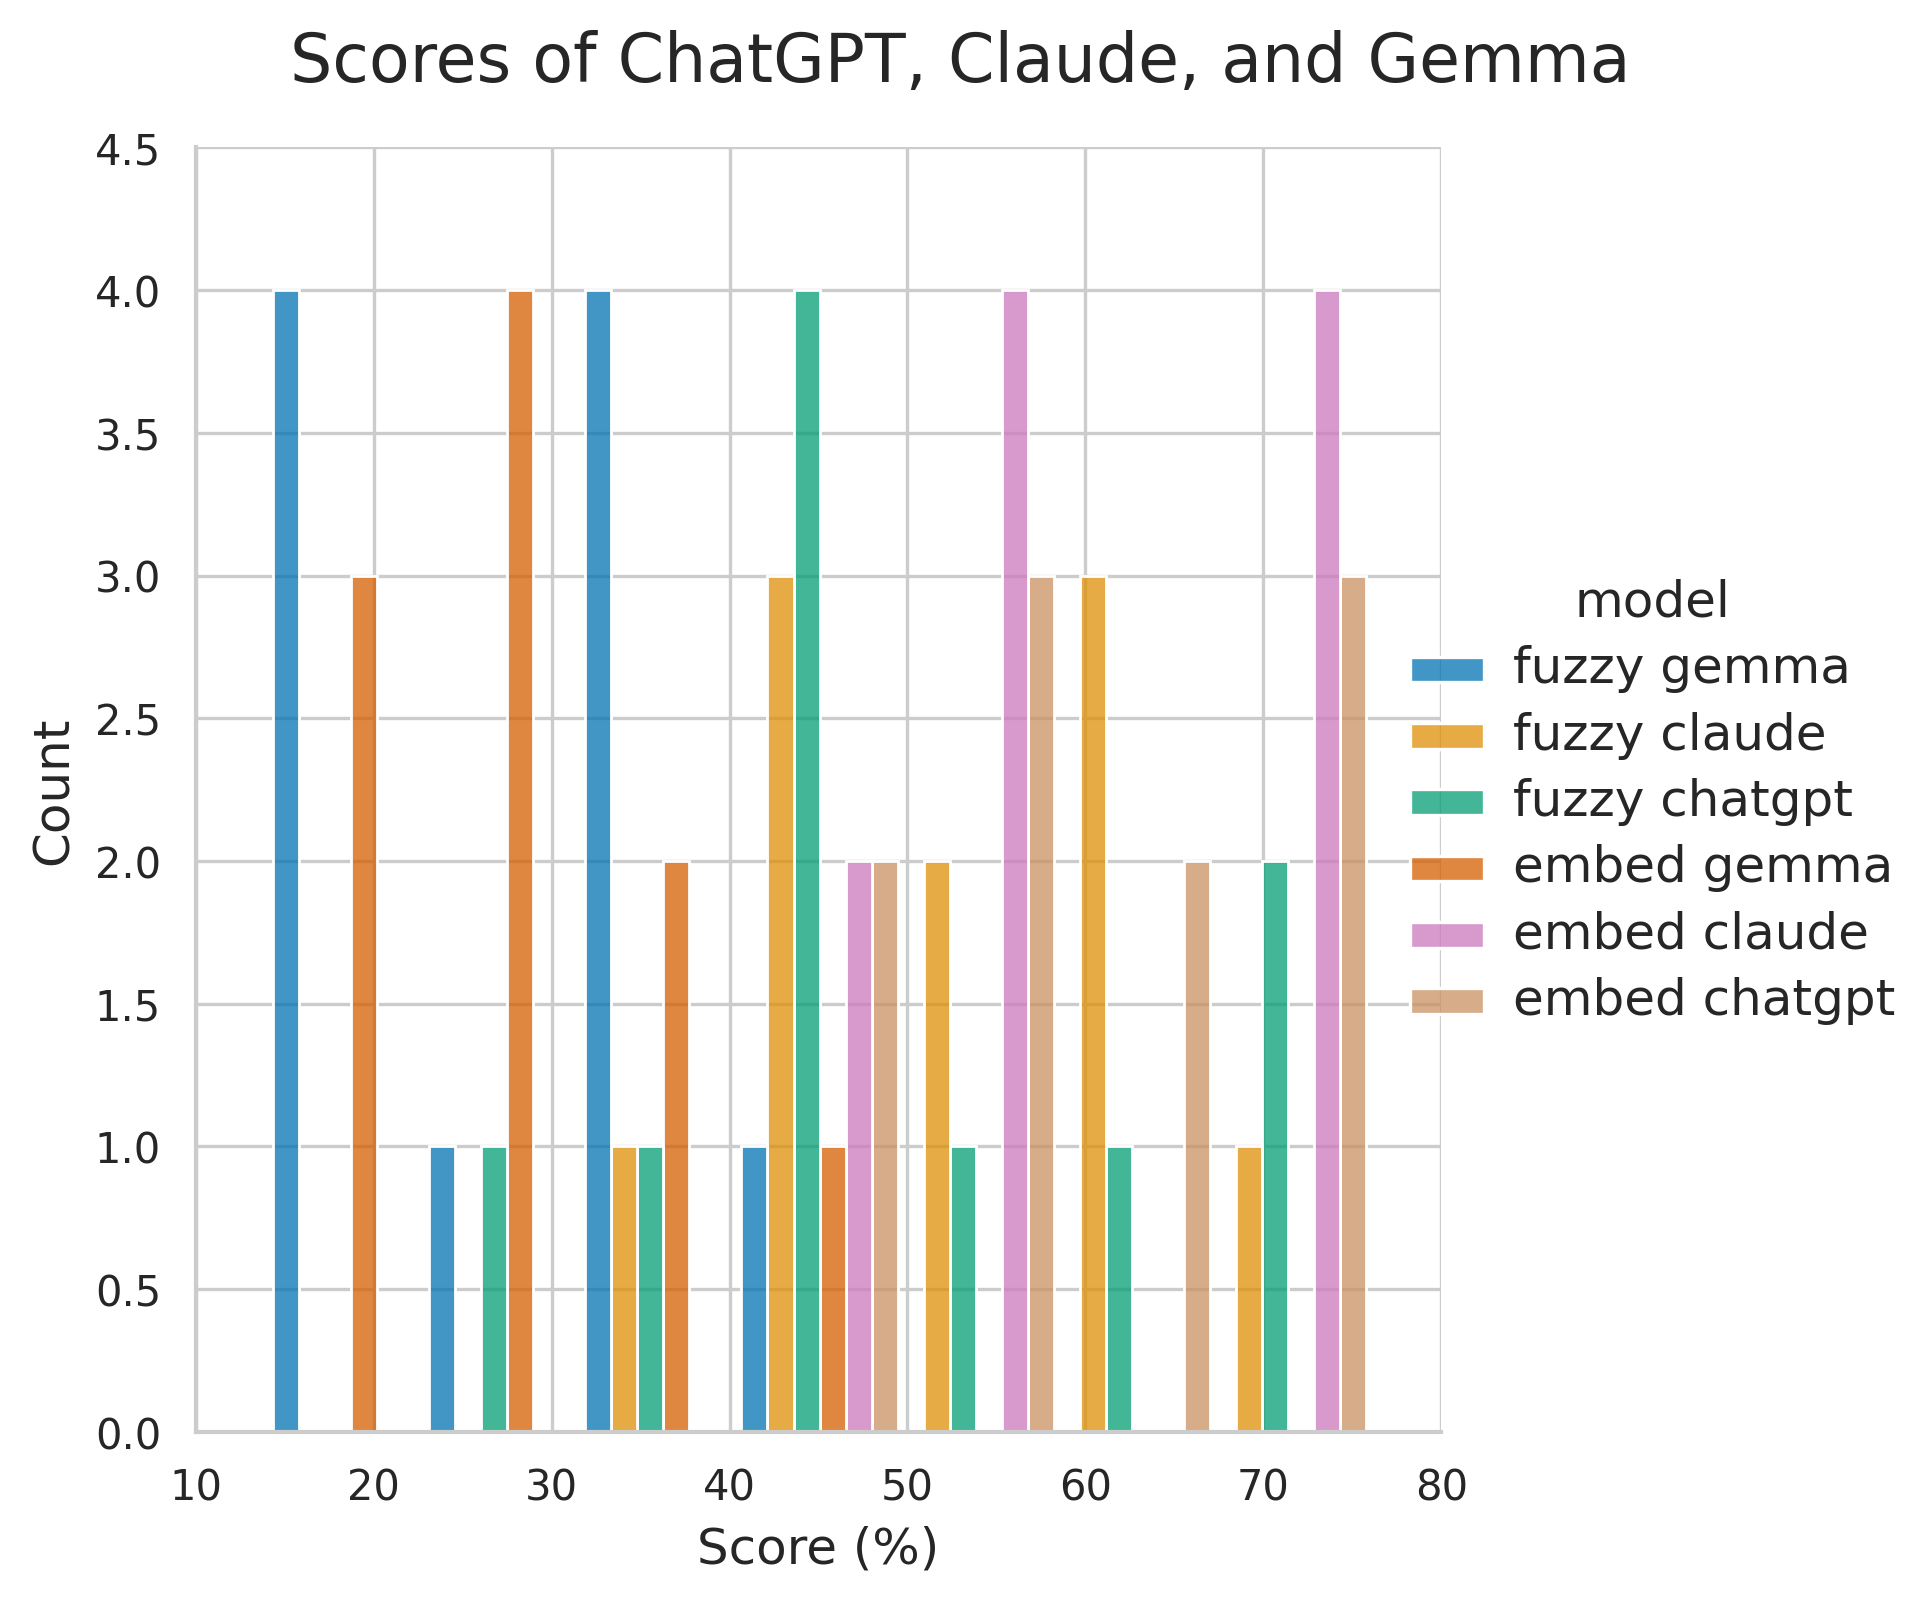 Scores of ChatGPT, Claude, and Gemma
4.5
4.0
3.5
3.0
2.5
2.0
1.5
1.0
0.5
0.0
Count
10 20 30 40 50 60 70 80
Score (%)
model
fuzzy gemma
fuzzy claude
fuzzy chatgpt
embed gemma
embed claude
embed chatgpt